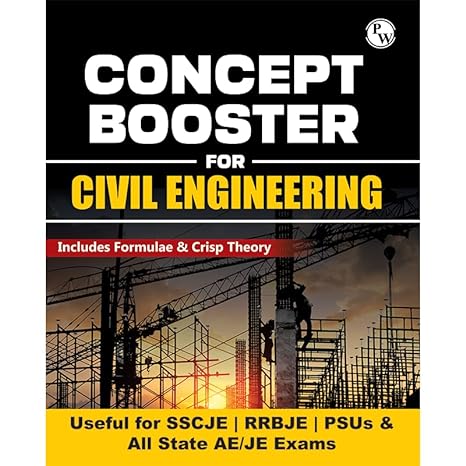 PW
CONCEPT
BOOSTER
FOR
CIVIL ENGINEERING
Includes Formulae & Crisp Theory
Useful for SSCJE | RRBJE | PSUs &
All State AE/JE Exams